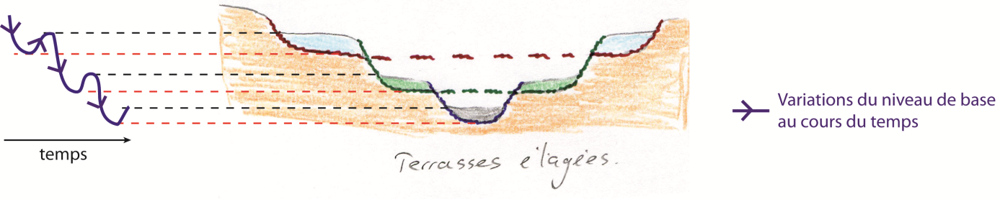 temps
Terrasses étagées.
Variations du niveau de base
au cours du temps